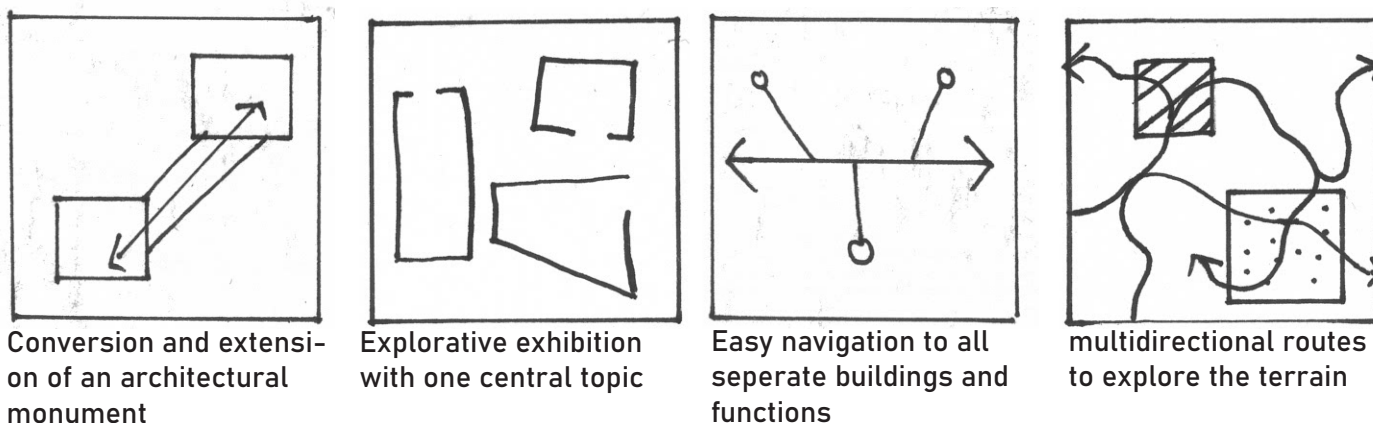 Conversion and extensi-
on of an architectural
monument
Explorative exhibition
with one central topic
Easy navigation to all
seperate buildings and
functions
multidirectional routes
to explore the terrain